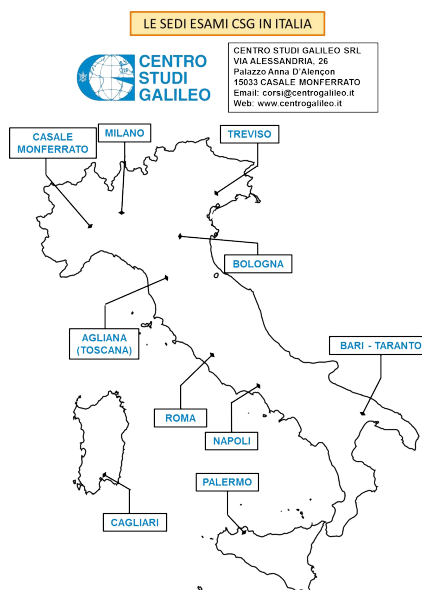 LE SEDI ESAMI CSG IN ITALIA
CENTRO
STUDI
GALILEO
CENTRO STUDI GALILEO SRL
VIA ALESSANDRIA, 26
Palazzo Anna D'Alençon
15033 CASALE MONFERRATO
Email: corsi@centrogalileo.it
Web: www.centrogalileo.it
CASALE
MONFERRATO
MILANO
TREVISO
BOLOGNA
AGLIANA
(TOSCANA)
BARI - TARANTO
ROMA
NAPOLI
PALERMO
CAGLIARI